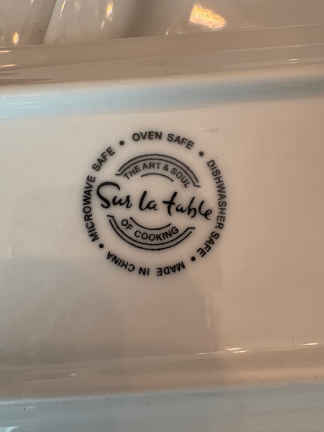 MICROWAVE SAFE • OVEN SAFE • DISHWASHER SAFE • MADE IN CHINA •
THE ART & SOUL
Sur la table
OF COOKING